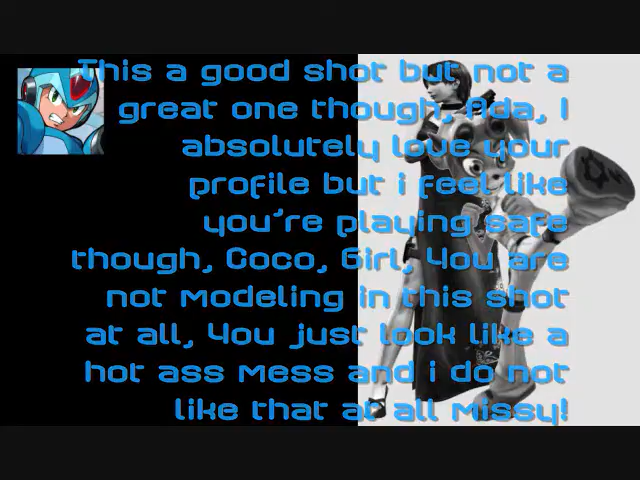 This a good shot but not a
great one though, Ada, I
absolutely love your
profile but i feel like
you're playing safe
though, Coco, Girl, You are
not modeling in this shot
at all, You just look like a
hot ass mess and i do not
like that at all missy!